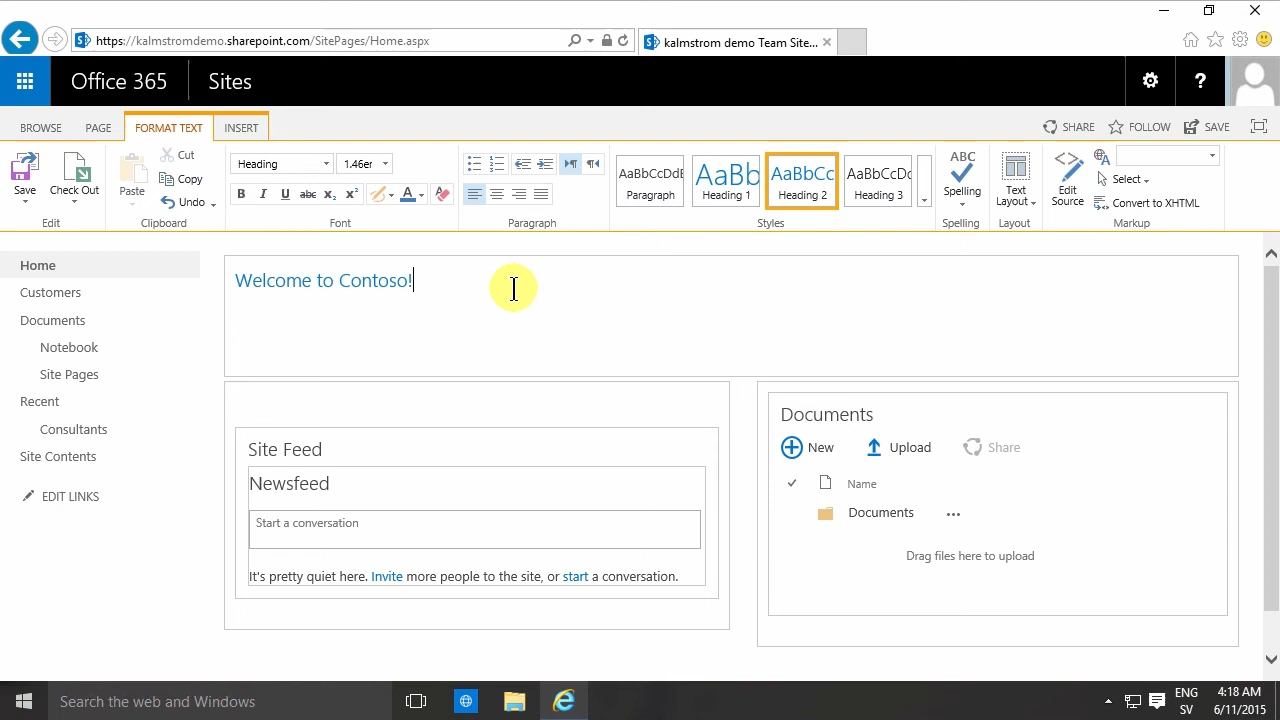 https://kalmstromdemo.sharepoint.com/SitePages/Home.aspx
kalmstrom demo Team Site...
Office 365 Sites ?
BROWSE PAGE FORMAT TEXT INSERT SHARE FOLLOW SAVE
Save Check Out Paste Cut Copy Undo
Heading 1.46er
B I U abc x₂ x² A
AaBbCcDdE AaBb AaBbCc AaBbCcDc
Paragraph Heading 1 Heading 2 Heading 3
ABC
Spelling
Text Layout
Edit Source
Select
Convert to XHTML
Edit Clipboard Font Paragraph Styles Spelling Layout Markup
Home
Customers
Documents
Notebook
Site Pages
Recent
Consultants
Site Contents
EDIT LINKS
Welcome to Contoso!
Site Feed
Newsfeed
Start a conversation
It's pretty quiet here. Invite more people to the site, or start a conversation.
Documents
New Upload Share
Name
Documents ...
Drag files here to upload
Search the web and Windows
ENG 4:18 AM
SV 6/11/2015